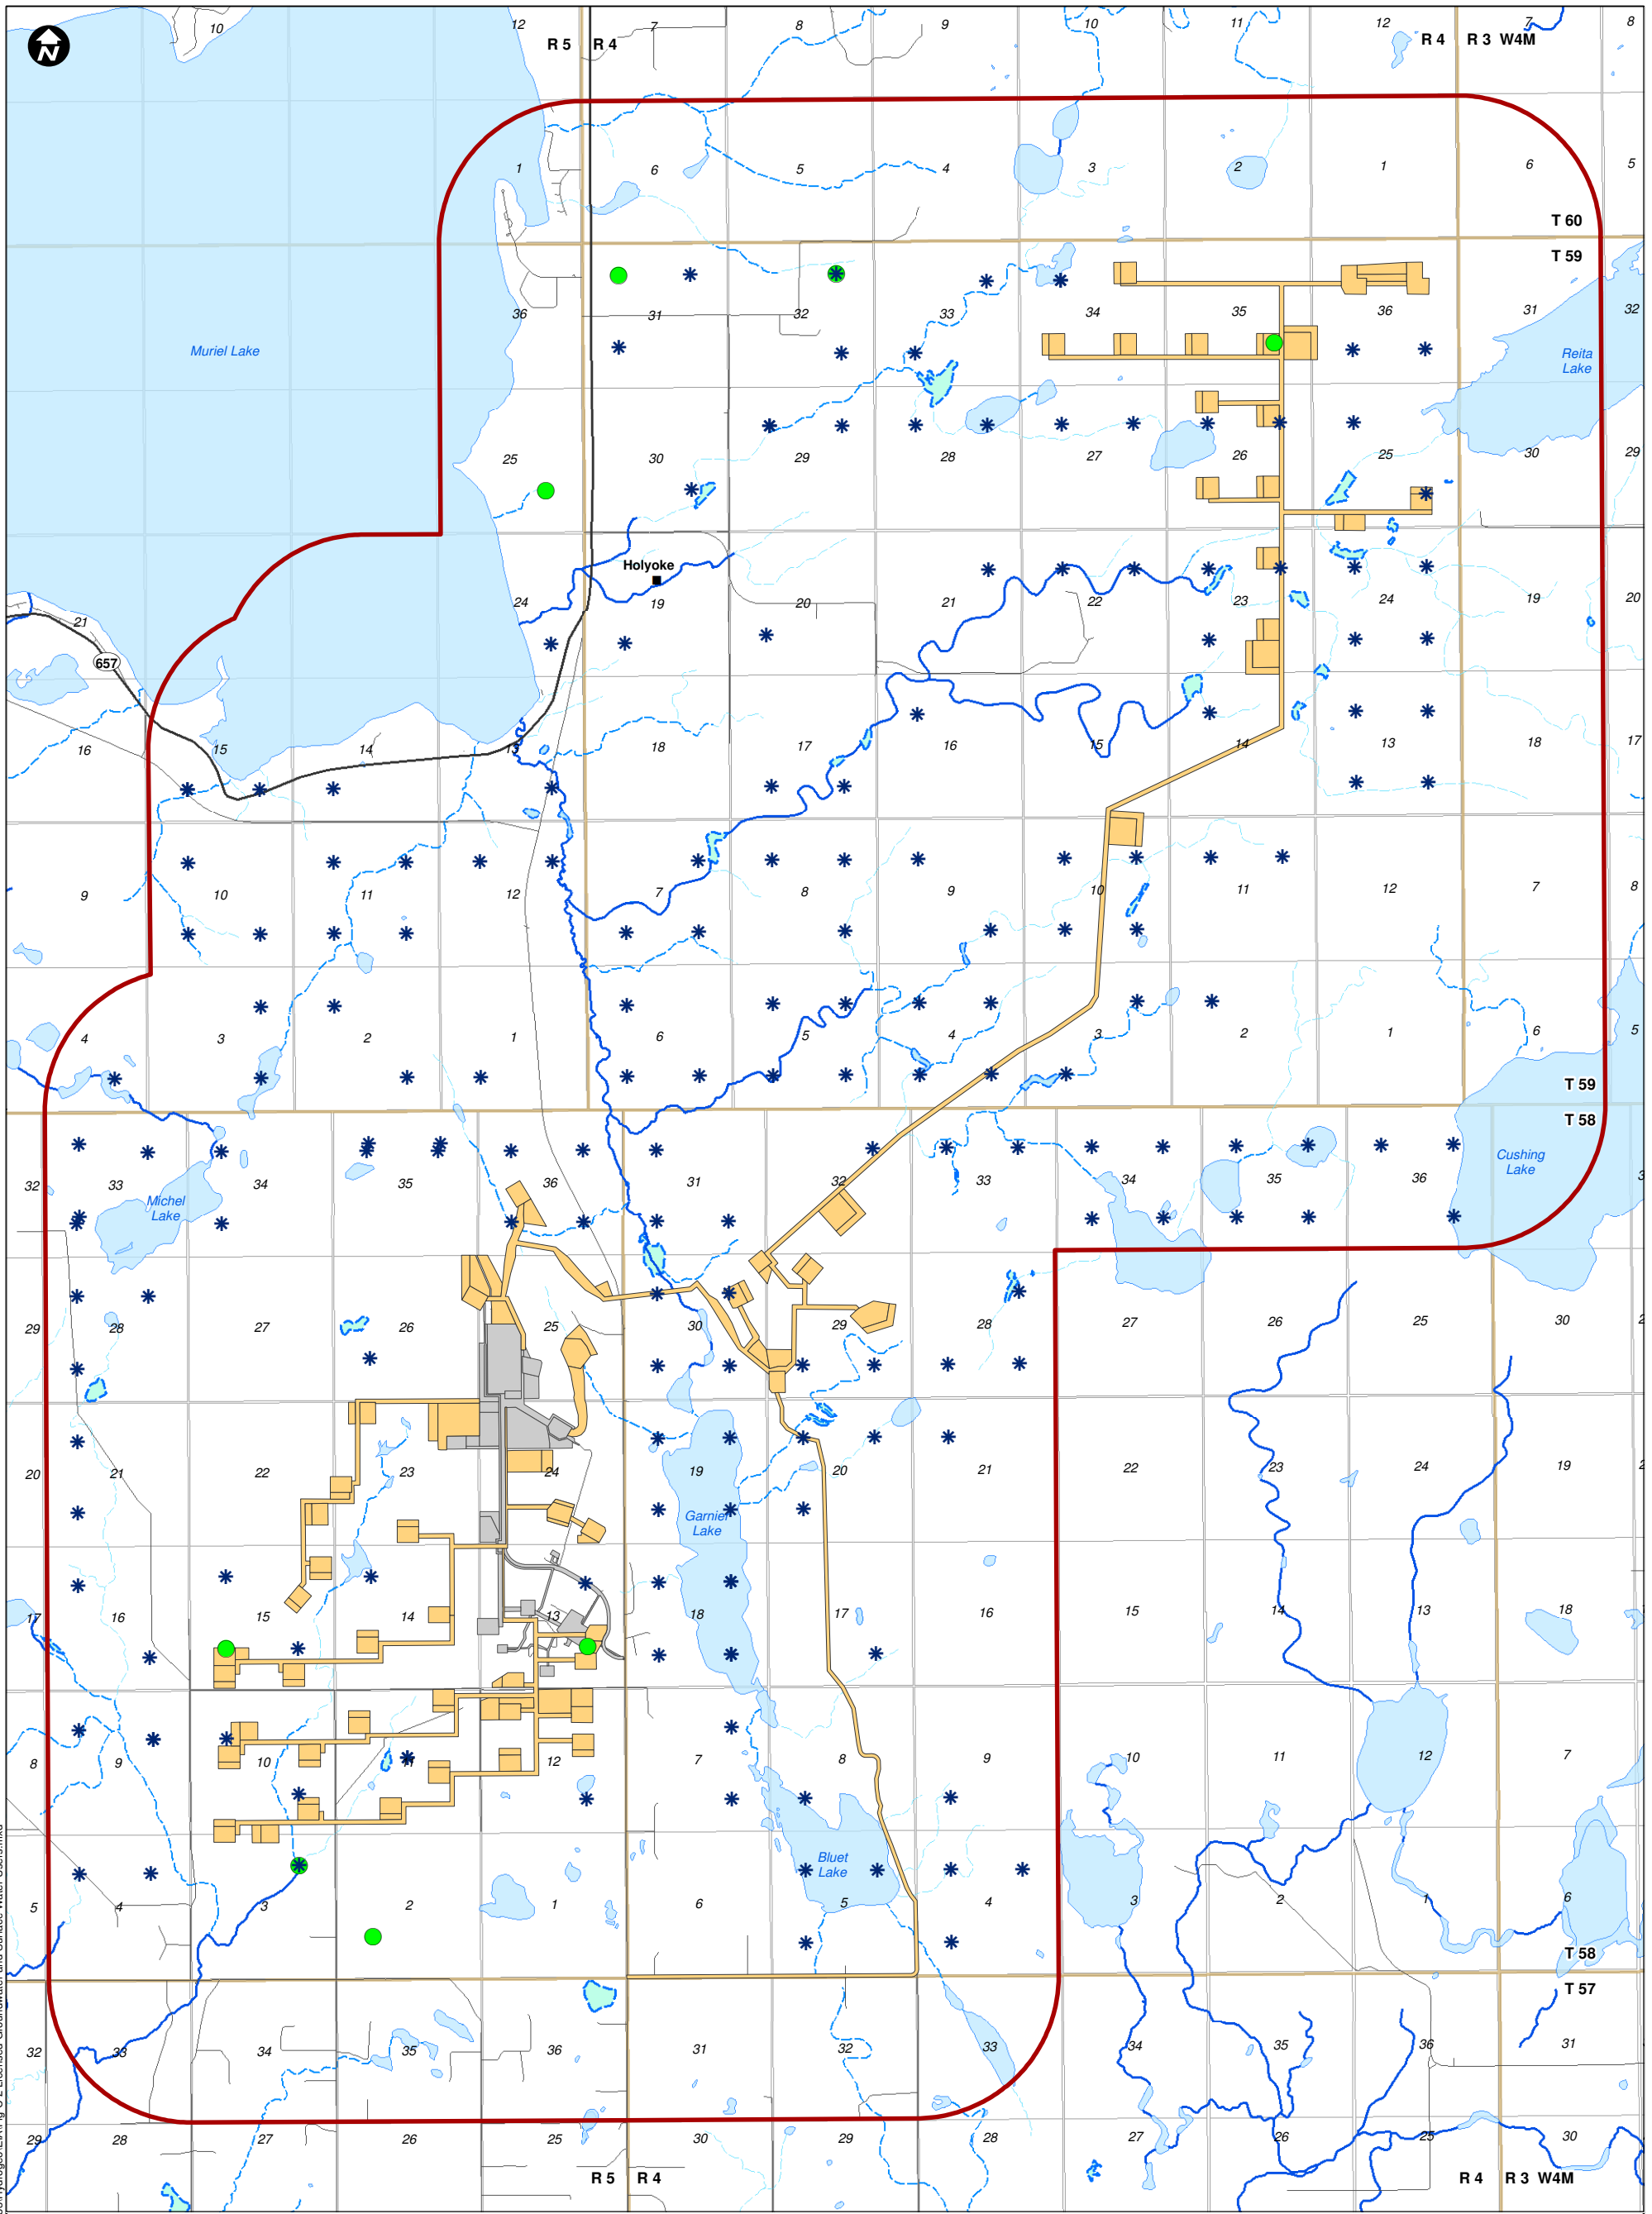 N
10 12 R 5 R 4 7 8 9 10 11 12 R 4 R 3 W4M 7 8
1 6 5 4 3 2 1 6 5
T 60
T 59
36 31 32 33 34 35 36 31 32
Muriel Lake
Reita
Lake
25 30 29 28 27 26 25 30 29
Holyoke
21 24 19 20 21 22 23 24 19 20
657
16 15 14 13 18 17 16 15 14 13 18 17
9 10 11 12 7 8 9 10 11 12 7 8
4 3 2 1 6 5 4 3 2 1 6 5
T 59
T 58
Cushing
Lake
32 33 34 35 36 31 32 33 34 35 36
Michel
Lake
29 28 27 26 25 30 29 28 27 26 25 30
20 21 22 23 24 19 20 21 22 23 24 19
Garnier
Lake
17 16 15 14 13 18 17 16 15 14 13 18
8 9 10 11 12 7 8 9 10 11 12 7
Bluet
Lake
5 4 3 2 1 6 5 4 3 2 1 6
T 58
T 57
32 33 34 35 36 31 32 33 34 35 36 31
29 28 27 26 25 30 29 28 27 26 25 30
R 5 R 4 R 4 R 3 W4M